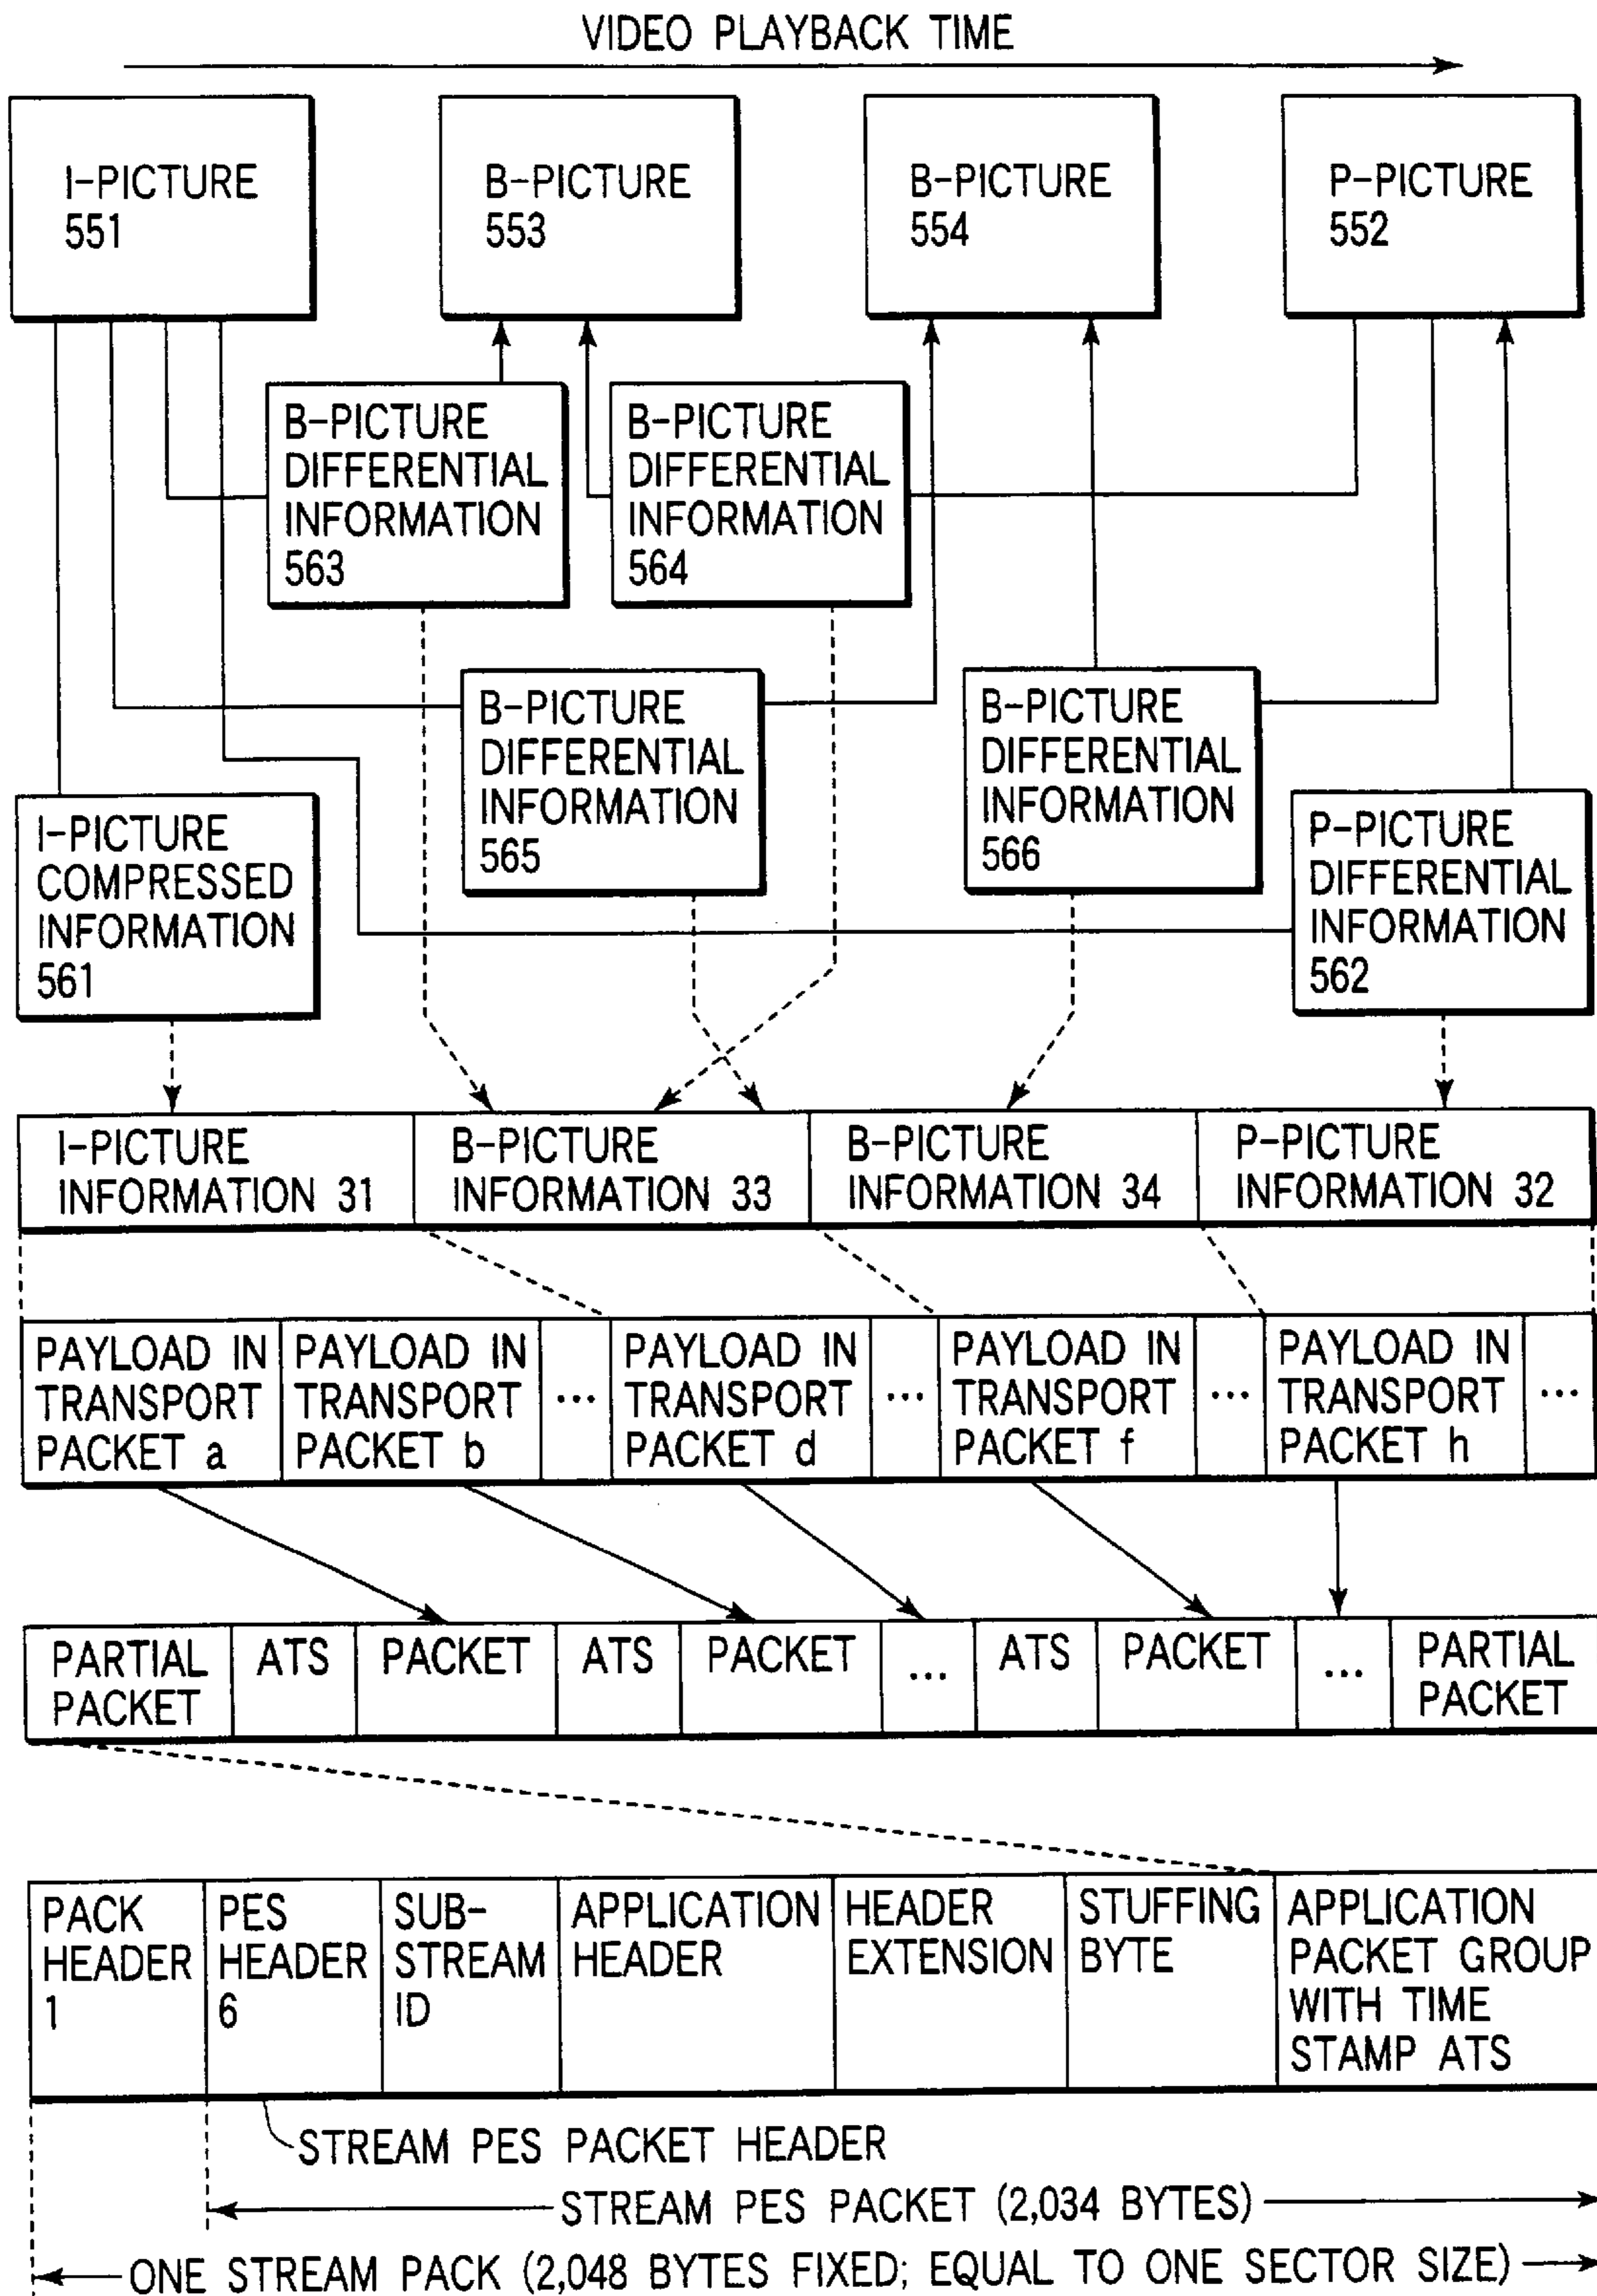 VIDEO PLAYBACK TIME
I-PICTURE
551
B-PICTURE
553
B-PICTURE
554
P-PICTURE
552
B-PICTURE
DIFFERENTIAL
INFORMATION
563
B-PICTURE
DIFFERENTIAL
INFORMATION
564
B-PICTURE
DIFFERENTIAL
INFORMATION
565
B-PICTURE
DIFFERENTIAL
INFORMATION
566
I-PICTURE
COMPRESSED
INFORMATION
561
P-PICTURE
DIFFERENTIAL
INFORMATION
562
I-PICTURE
INFORMATION 31
B-PICTURE
INFORMATION 33
B-PICTURE
INFORMATION 34
P-PICTURE
INFORMATION 32
PAYLOAD IN
TRANSPORT
PACKET a
PAYLOAD IN
TRANSPORT
PACKET b
...
PAYLOAD IN
TRANSPORT
PACKET d
...
PAYLOAD IN
TRANSPORT
PACKET f
...
PAYLOAD IN
TRANSPORT
PACKET h
...
PARTIAL
PACKET
ATS
PACKET
ATS
PACKET
...
ATS
PACKET
...
PARTIAL
PACKET
PACK
HEADER
1
PES
HEADER
6
SUB-
STREAM
ID
APPLICATION
HEADER
HEADER
EXTENSION
STUFFING
BYTE
APPLICATION
PACKET GROUP
WITH TIME
STAMP ATS
STREAM PES PACKET HEADER
STREAM PES PACKET (2,034 BYTES)
ONE STREAM PACK (2,048 BYTES FIXED; EQUAL TO ONE SECTOR SIZE)